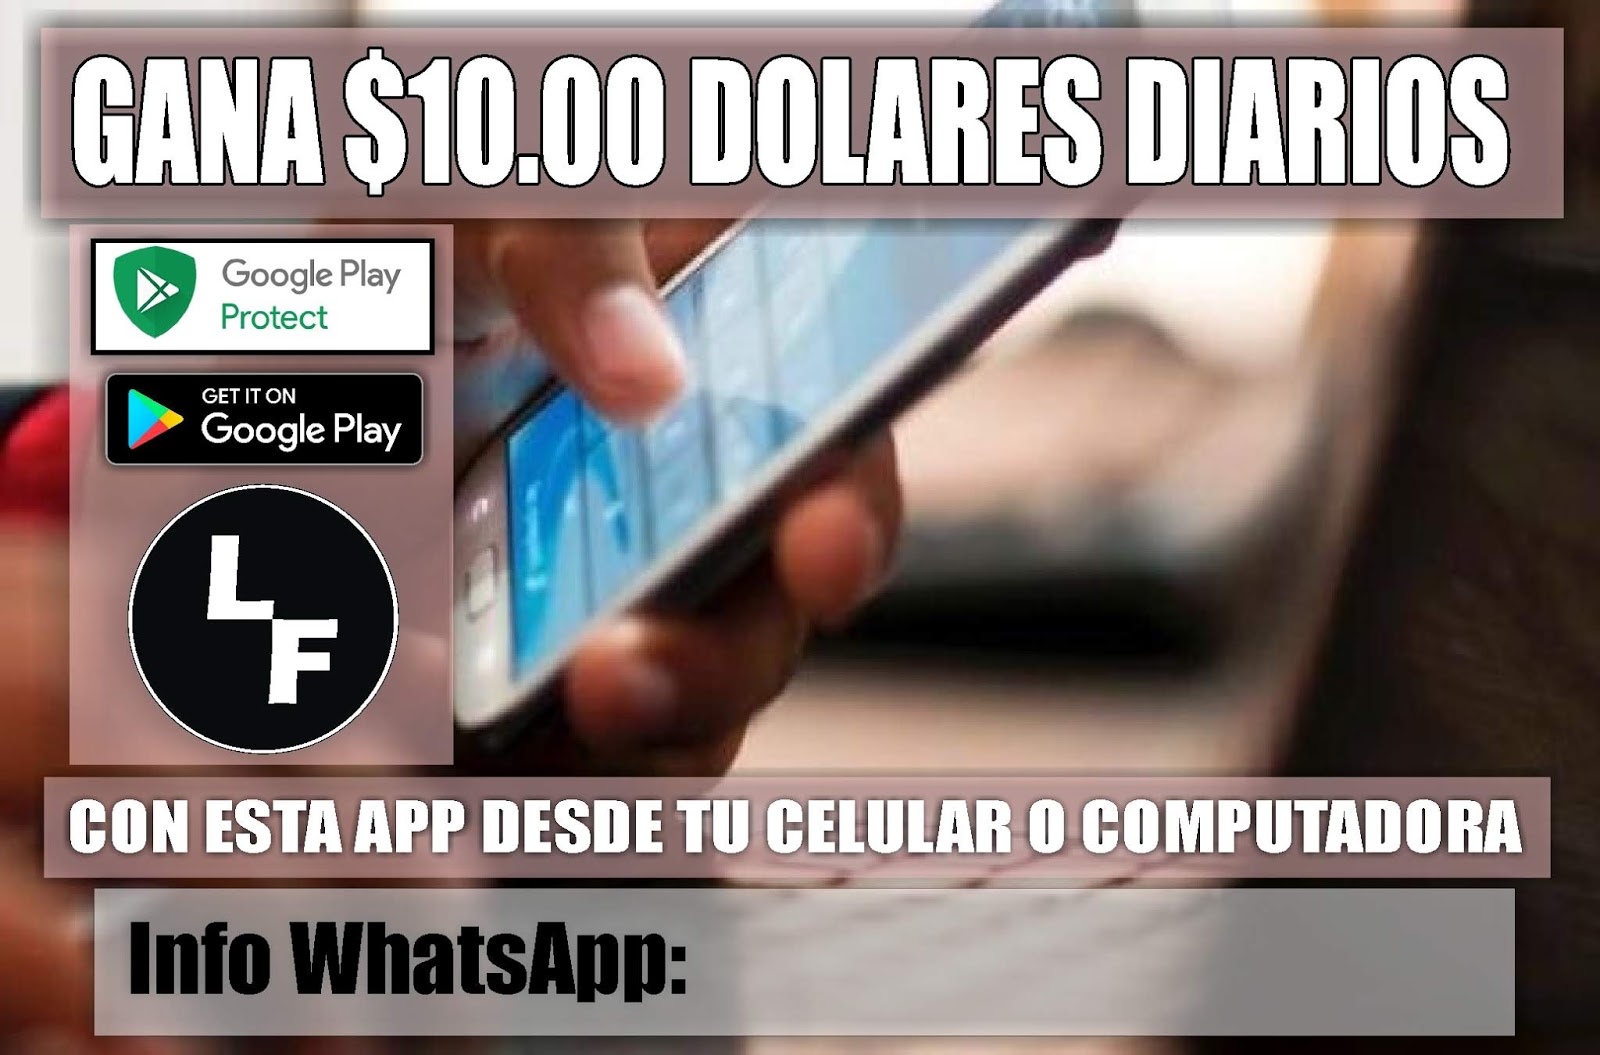 GANA $10.00 DOLARES DIARIOS
Google Play
Protect
GET IT ON
Google Play
L
F
CON ESTA APP DESDE TU CELULAR O COMPUTADORA
Info WhatsApp: